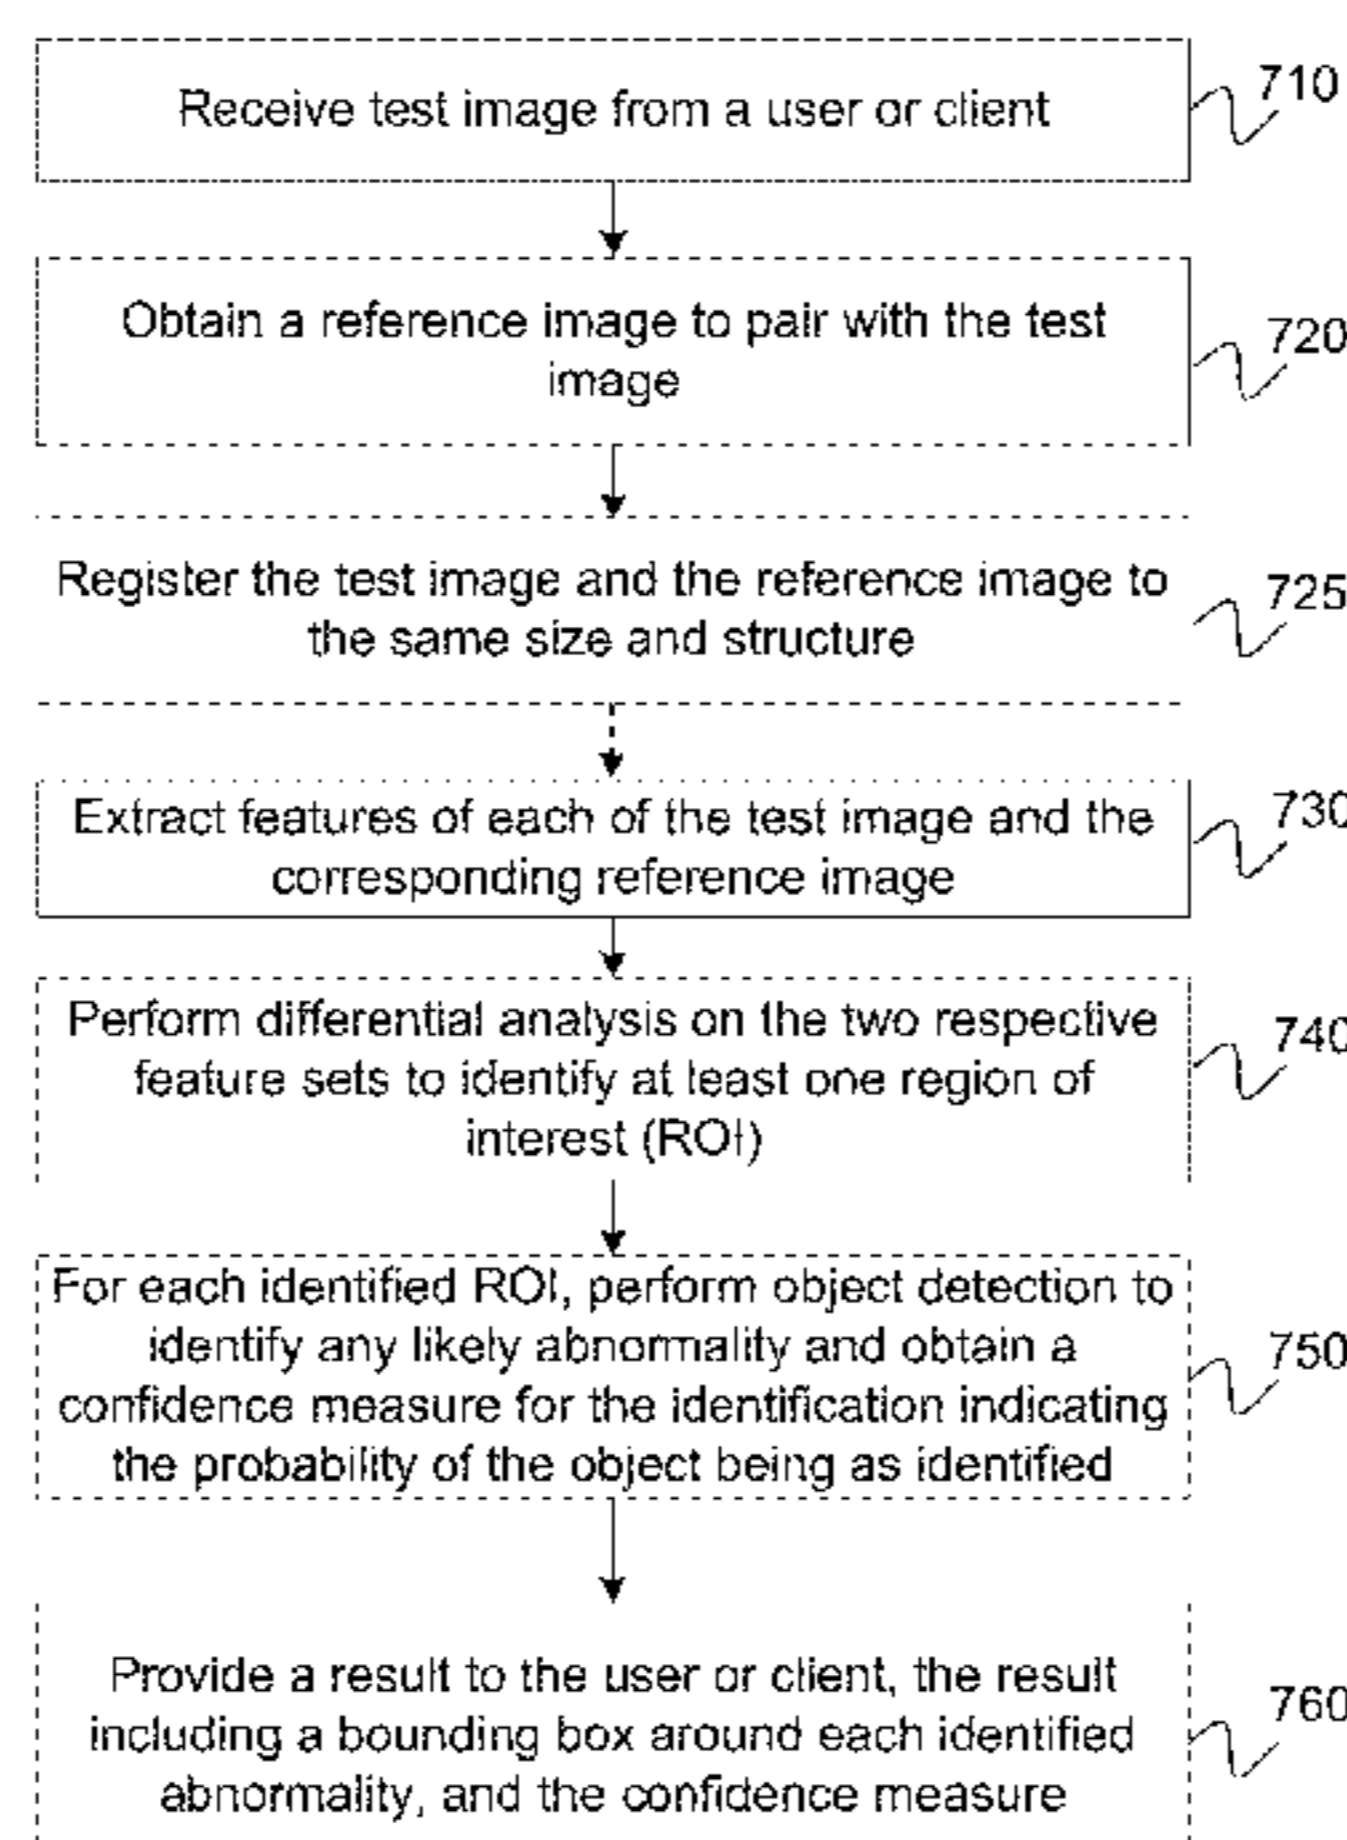 Receive test image from a user or client
710
Obtain a reference image to pair with the test
image
720
Register the test image and the reference image to
the same size and structure
725
Extract features of each of the test image and the
corresponding reference image
730
Perform differential analysis on the two respective
feature sets to identify at least one region of
interest (ROI)
740
For each identified ROI, perform object detection to
identify any likely abnormality and obtain a
confidence measure for the identification indicating
the probability of the object being as identified
750
Provide a result to the user or client, the result
including a bounding box around each identified
abnormality, and the confidence measure
760